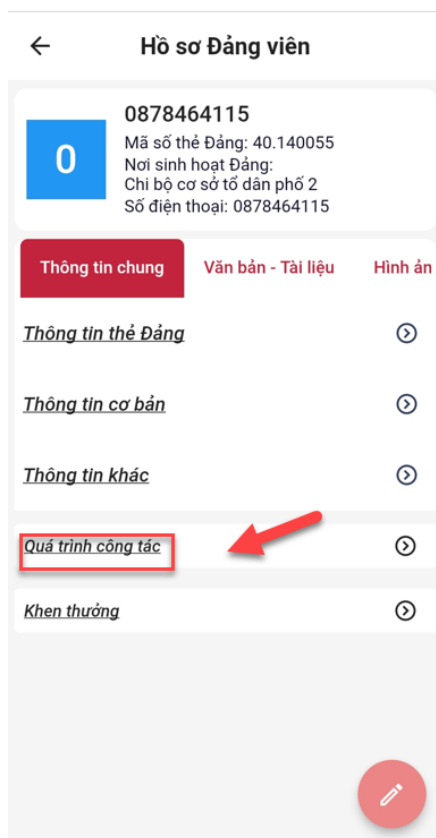 Hồ sơ Đảng viên
0878464115
0
Mã số thẻ Đảng: 40.140055
Nơi sinh hoạt Đảng:
Chi bộ cơ sở tổ dân phố 2
Số điện thoại: 0878464115
Thông tin chung
Văn bản - Tài liệu
Hình ản
Thông tin thẻ Đảng
Thông tin cơ bản
Thông tin khác
Quá trình công tác
Khen thưởng